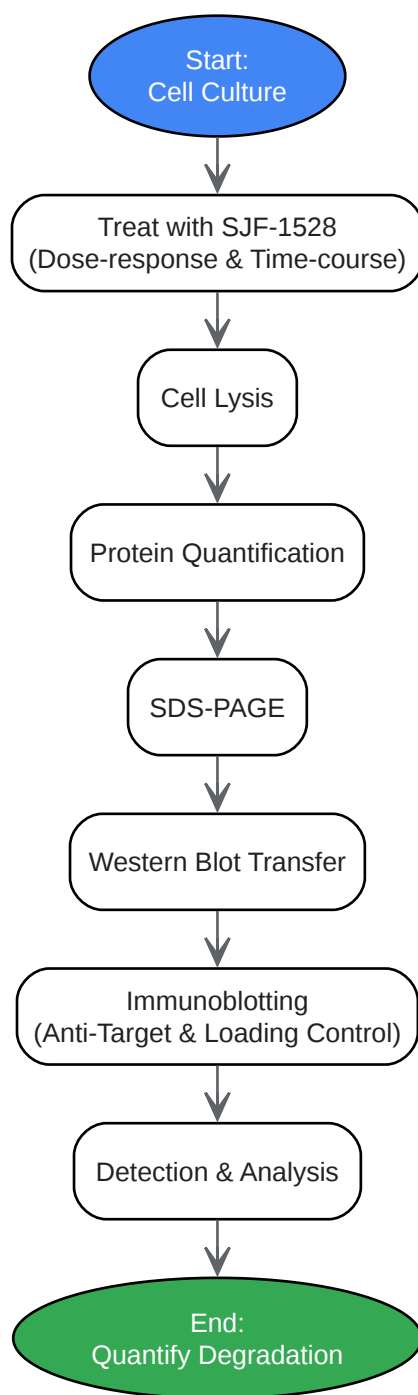 Start:
Cell Culture
Treat with SJF-1528
(Dose-response & Time-course)
Cell Lysis
Protein Quantification
SDS-PAGE
Western Blot Transfer
Immunoblotting
(Anti-Target & Loading Control)
Detection & Analysis
End:
Quantify Degradation